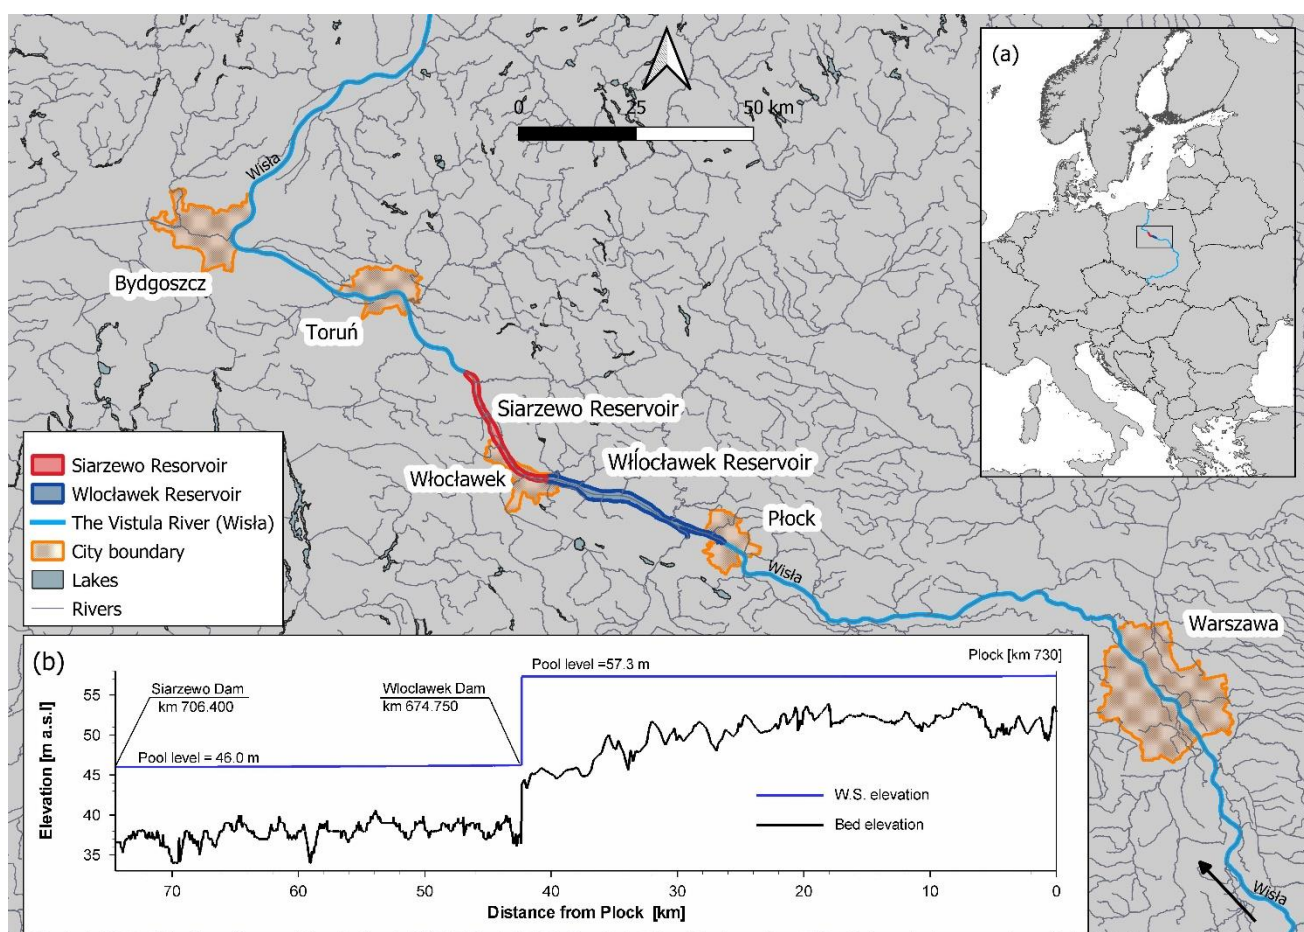 0 25 50 km
(a)
Wisła
Bydgoszcz
Toruń
Siarzewo Reservoir
Włocławek Reservoir
Włocławek
Płock
Wisła
Warszawa
Wisła
Siarzewo Resorvoir
Wlocławek Reservoir
The Vistula River (Wisła)
City boundary
Lakes
Rivers
(b)
Pool level =57.3 m
Plock [km 730)
Siarzewo Dam
km 706.400
Wloclawek Dam
km 674.750
Pool level = 46.0 m
Elevation [m a.s.l]
55
50
45
40
35
W.S. elevation
Bed elevation
70 60 50 40 30 20 10 0
Distance from Plock [km]